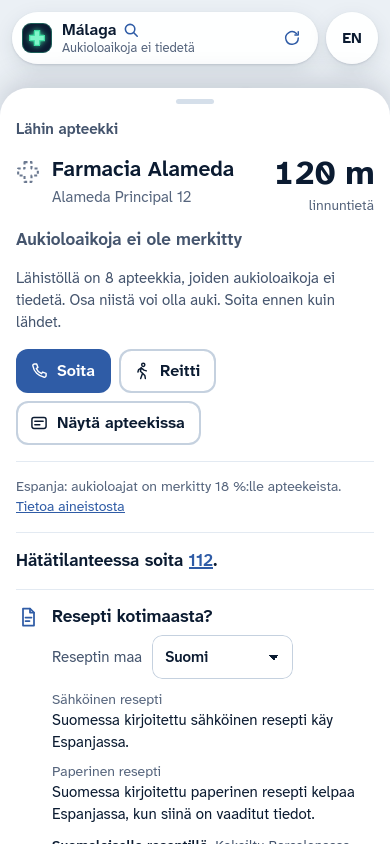 Málaga
Aukioloaikoja ei tiedetä
EN
Lähin apteekki
Farmacia Alameda
120 m
Alameda Principal 12
linnuntietä
Aukioloaikoja ei ole merkitty
Lähistöllä on 8 apteekkia, joiden aukioloaikoja ei
tiedetä. Osa niistä voi olla auki. Soita ennen kuin
lähdet.
Soita
Reitti
Näytä apteekissa
Espanja: aukioloajat on merkitty 18 %:lle apteekeista.
Tietoa aineistosta
Hätätilanteessa soita 112.
Resepti kotimaasta?
Reseptin maa
Suomi
Sähköinen resepti
Suomessa kirjoitettu sähköinen resepti käy
Espanjassa.
Paperinen resepti
Suomessa kirjoitettu paperinen resepti kelpaa
Espanjassa, kun siinä on vaaditut tiedot.